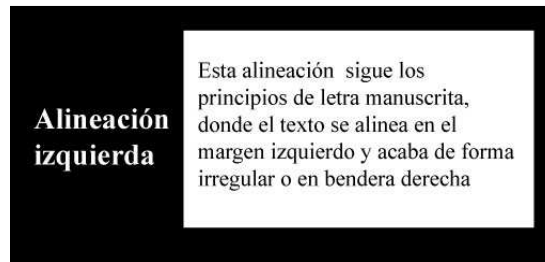 Alineación
izquierda
Esta alineación  sigue los
principios de letra manuscrita,
donde el texto se alinea en el
margen izquierdo y acaba de forma
irregular o en bendera derecha